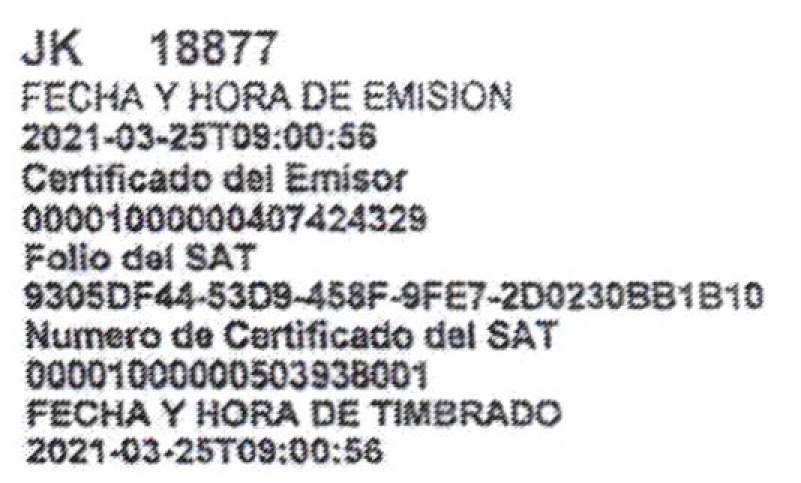 JK 18877
FECHA Y HORA DE EMISION
2021-03-25T09:00:56
Certificado del Emisor
00001000000407424329
Folio del SAT
9305DF44-53D9-458F-9FE7-2D0230BB1B10
Numero de Certificado del SAT
00001000000503938001
FECHA Y HORA DE TIMBRADO
2021-03-25T09:00:56